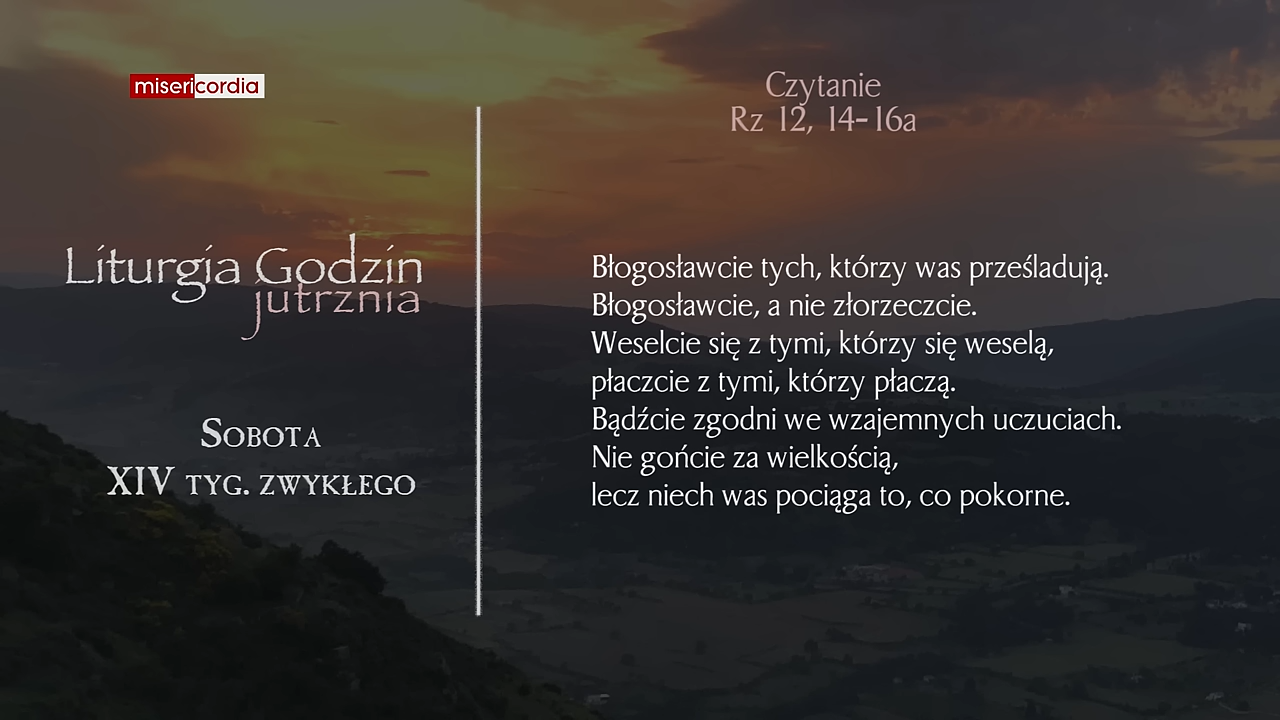 misericordia
Liturgia Godzin
jutrznia
Sobota
XIV tyg. zwykłego
Czytanie
Rz 12, 14-16a
Błogosławcie tych, którzy was prześladują.
Błogosławcie, a nie złorzeczcie.
Weselcie się z tymi, którzy się weselą,
płaczcie z tymi, którzy płaczą.
Bądźcie zgodni we wzajemnych uczuciach.
Nie gońcie za wielkością,
lecz niech was pociąga to, co pokorne.